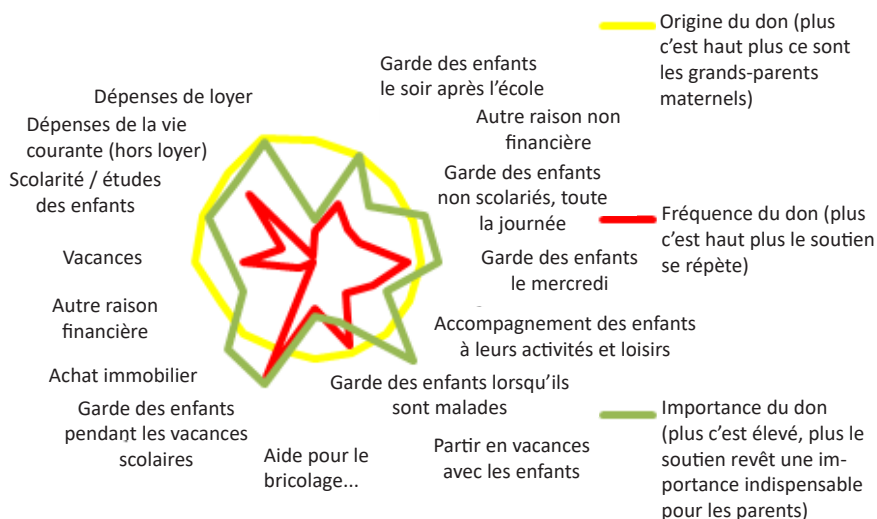 Garde des enfants
le soir après l’école
Autre raison non
financière
Garde des enfants
non scolariés, toute
la journée
Garde des enfants
le mercredi
Accompagnement des enfants
à leurs activités et loisirs
Garde des enfants lorsqu’ils
sont malades
Partir en vacances
avec les enfants
Aide pour le
bricolage...
Garde des enfants
pendant les vacances
scolaires
Achat immobilier
Autre raison
financière
Vacances
Scolarité / études
des enfants
Dépenses de la vie
courante (hors loyer)
Dépenses de loyer
Origine du don (plus
c’est haut plus ce sont
les grands-parents
maternels)
Fréquence du don (plus
c’est haut plus le soutien
se répète)
Importance du don
(plus c’est élevé, plus le
soutien revêt une im-
portance indispensable
pour les parents)